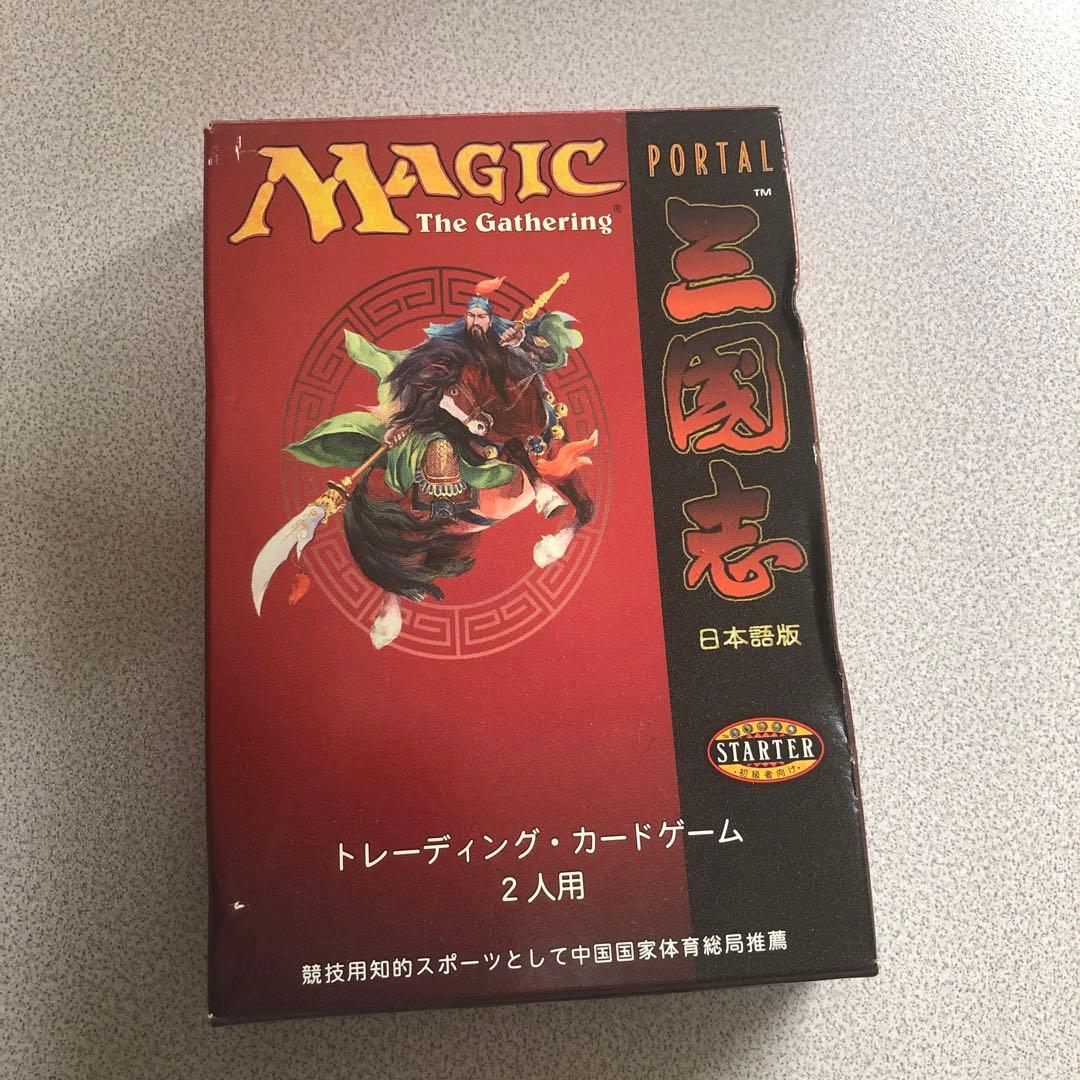 MAGIC
The Gathering®
PORTAL
™
三國志
日本語版
STARTER
・初級者向け・
トレーディング・カードゲーム
2人用
競技用知的スポーツとして中国国家体育総局推薦